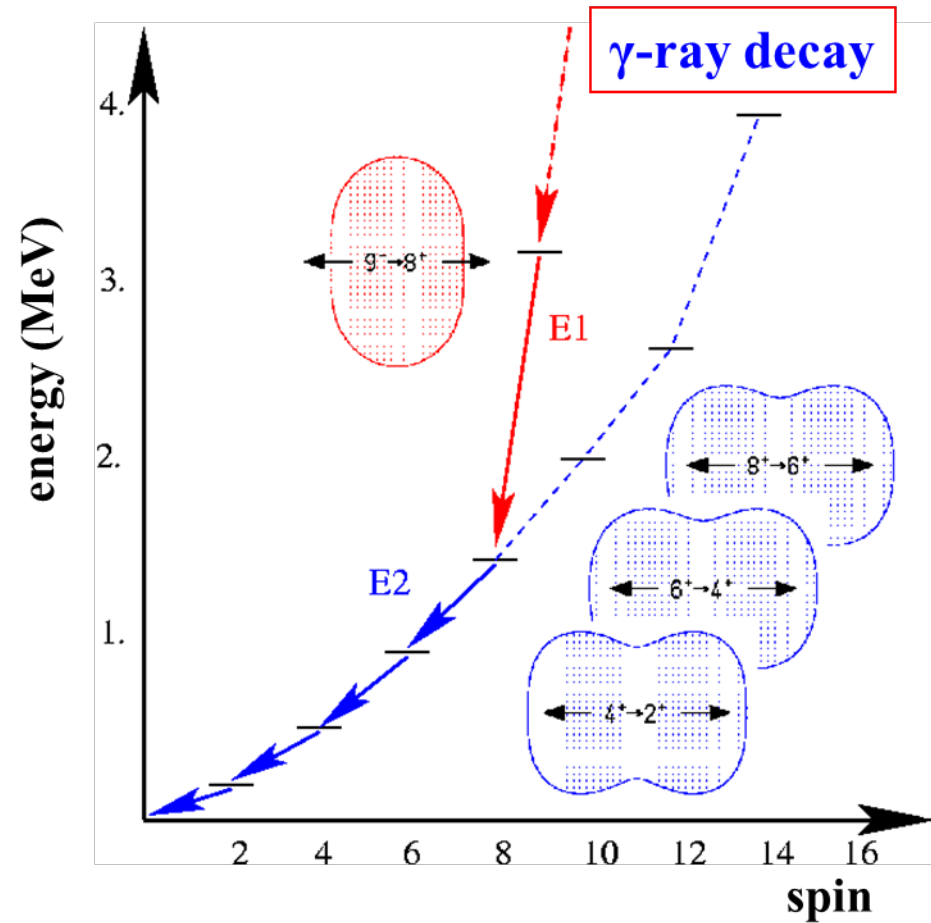 γ-ray decay
4.
3.
2.
1.
energy (MeV)
9⁻→8⁺
E1
E2
8⁺→6⁺
6⁺→4⁺
4⁺→2⁺
2 4 6 8 10 12 14 16
spin